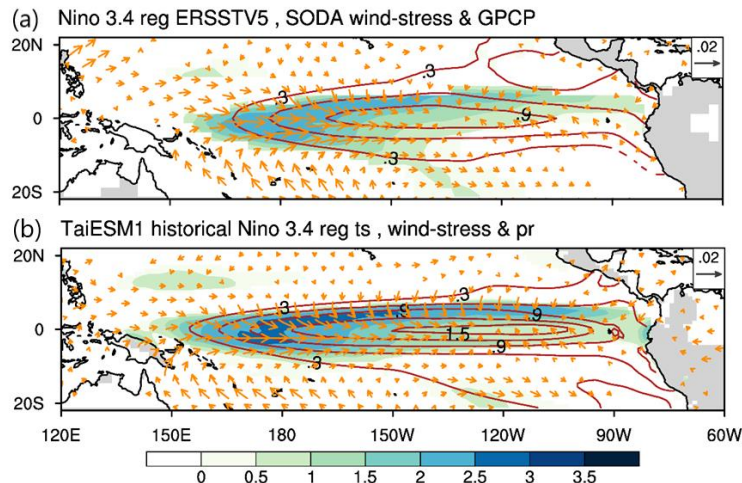 (a) Nino 3.4 reg ERSSTV5 , SODA wind-stress & GPCP
20N
.02
.3
0
.9
.3
20S
(b) TaiESM1 historical Nino 3.4 reg ts , wind-stress & pr
20N
.02
.3
.3
.9
.9
0
1.5
.9
.3
20S
120E 150E 180 150W 120W 90W 60W
0 0.5 1 1.5 2 2.5 3 3.5